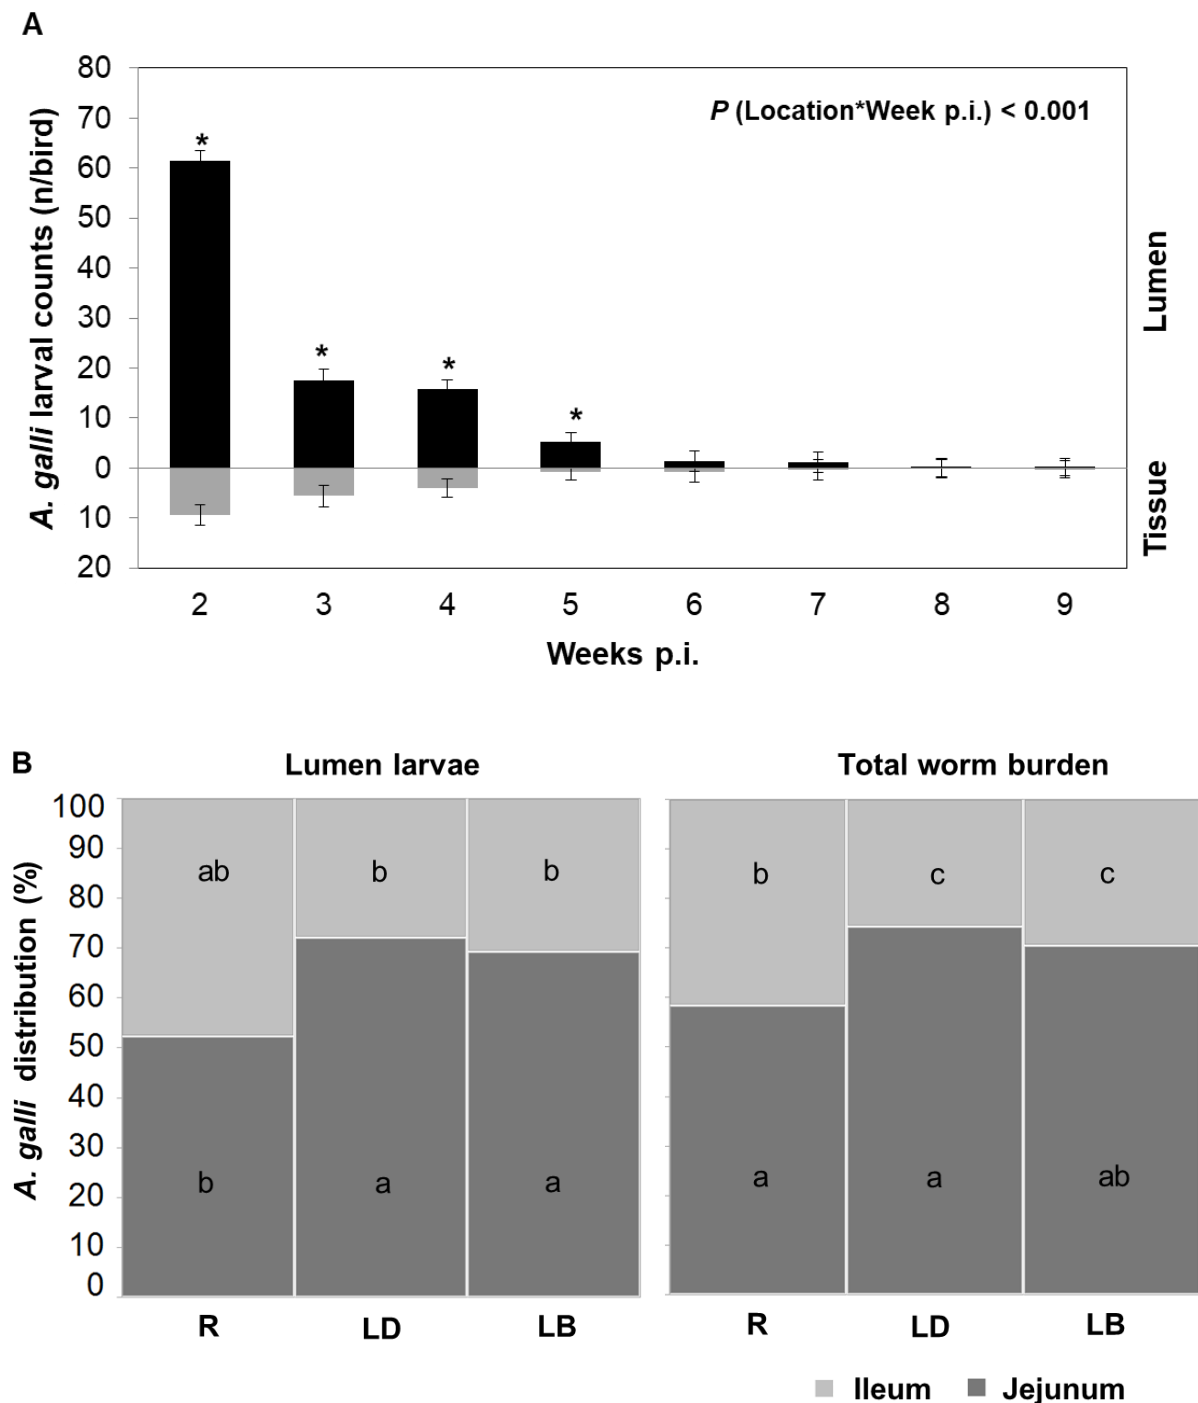 A
80
70
60
50
40
30
20
10
0
10
20
A. galli larval counts (n/bird)
P (Location*Week p.i.) < 0.001
*
*
*
*
Lumen
Tissue
2 3 4 5 6 7 8 9
Weeks p.i.
B
Lumen larvae
Total worm burden
100
90
80
70
60
50
40
30
20
10
0
A. galli distribution (%)
ab b b
b a a
b c c
a a ab
R LD LB
R LD LB
Ileum Jejunum